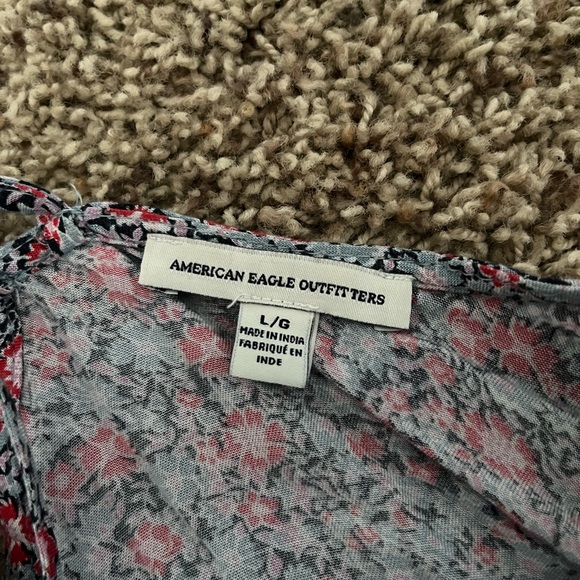 AMERICAN EAGLE OUTFITTERS
L/G
MADE IN INDIA
FABRIQUÉ EN
INDE